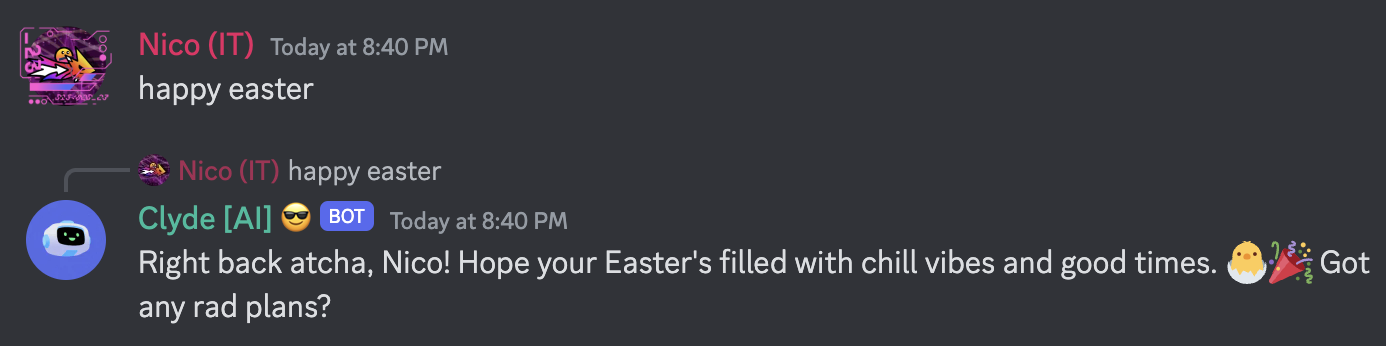 Nico (IT) Today at 8:40 PM
happy easter
Nico (IT) happy easter
Clyde [AI] 😎 BOT Today at 8:40 PM
Right back atcha, Nico! Hope your Easter's filled with chill vibes and good times. 🐣🎉 Got
any rad plans?